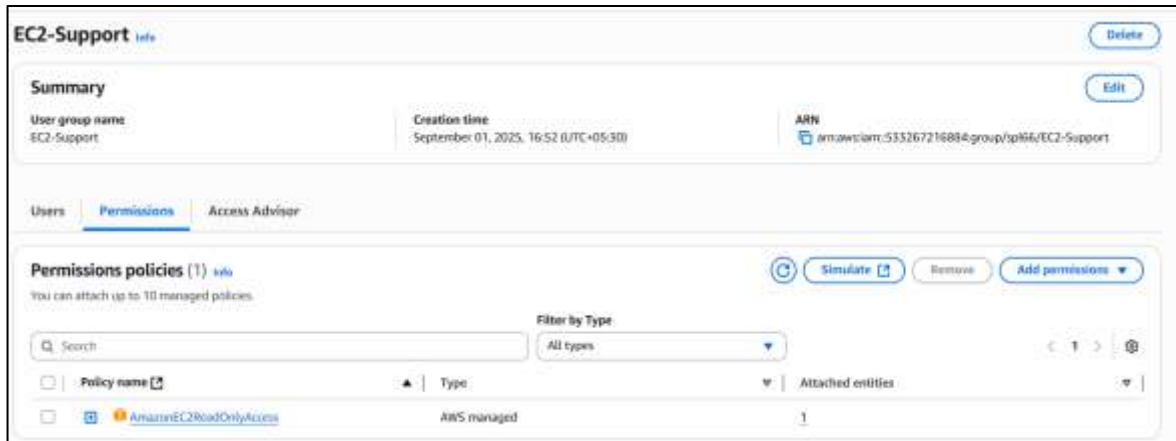 EC2-Support Info
Delete
Summary
Edit
User group name
EC2-Support
Creation time
September 01, 2025, 16:52 (UTC+05:30)
ARN
arn:aws:iam::533267216884:group/spl66/EC2-Support
Users
Permissions
Access Advisor
Permissions policies (1) Info
Simulate
Remove
Add permissions
You can attach up to 10 managed policies.
Filter by Type
Search
All types
1
Policy name
Type
Attached entities
AmazonEC2ReadOnlyAccess
AWS managed
1